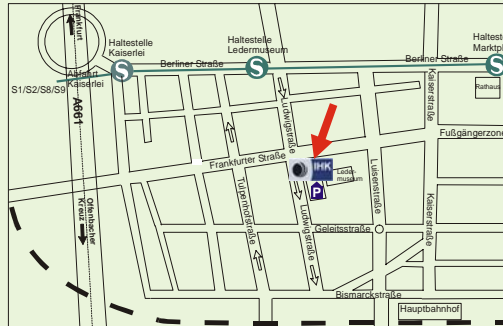 Frankfurt
Haltestelle
Kaiserlei
Haltestelle
Ledermuseum
Haltest
Marktpl
Berliner Straße
Berliner Straße
S
S
S
Abfahrt
Kaiserlei
S1/S2/S8/S9
A661
Rathaus
Kaiserstraße
Ludwigstraße
Fußgängerzone
Frankfurter Straße
IHK
Leder-
museum
P
Luisenstraße
Tulpenhofstraße
Ludwigstraße
Kaiserstraße
Offenbacher
Kreuz
Geleitsstraße
Bismarckstraße
Hauptbahnhof